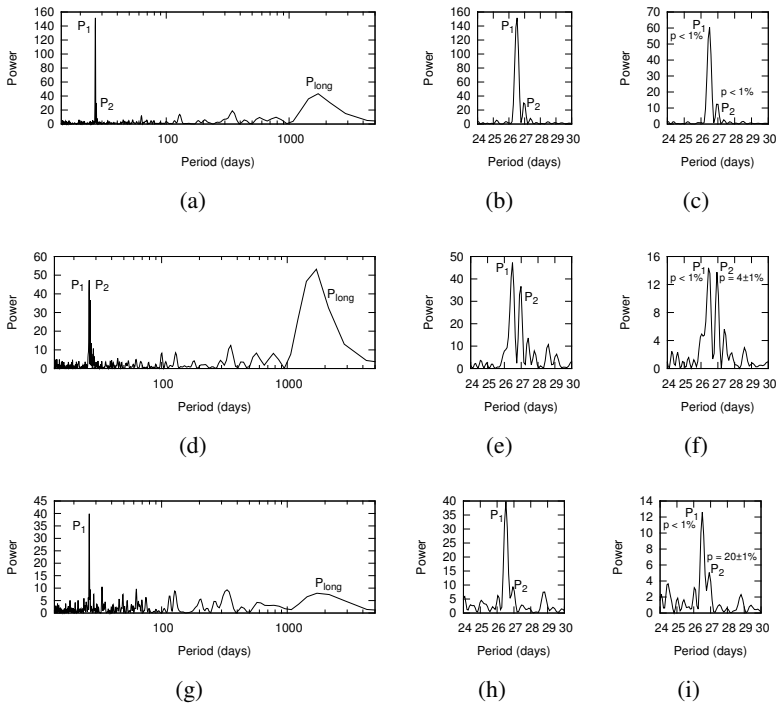 160
140
120
100
80
60
40
20
0
Power
P1
P2
Plong
100 1000
Period (days)
(a)
160
140
120
100
80
60
40
20
0
Power
P1
P2
24 25 26 27 28 29 30
Period (days)
(b)
70
60
50
40
30
20
10
0
Power
P1
p < 1%
p < 1%
P2
24 25 26 27 28 29 30
Period (days)
(c)
60
50
40
30
20
10
0
Power
P1 P2
Plong
100 1000
Period (days)
(d)
50
40
30
20
10
0
Power
P1
P2
24 25 26 27 28 29 30
Period (days)
(e)
16
12
8
4
0
Power
P1 P2
p < 1% p = 4±1%
24 25 26 27 28 29 30
Period (days)
(f)
45
40
35
30
25
20
15
10
5
0
Power
P1
Plong
100 1000
Period (days)
(g)
40
35
30
25
20
15
10
5
0
Power
P1
P2
24 25 26 27 28 29 30
Period (days)
(h)
14
12
10
8
6
4
2
0
Power
P1
p < 1%
p = 20±1%
P2
24 25 26 27 28 29 30
Period (days)
(i)